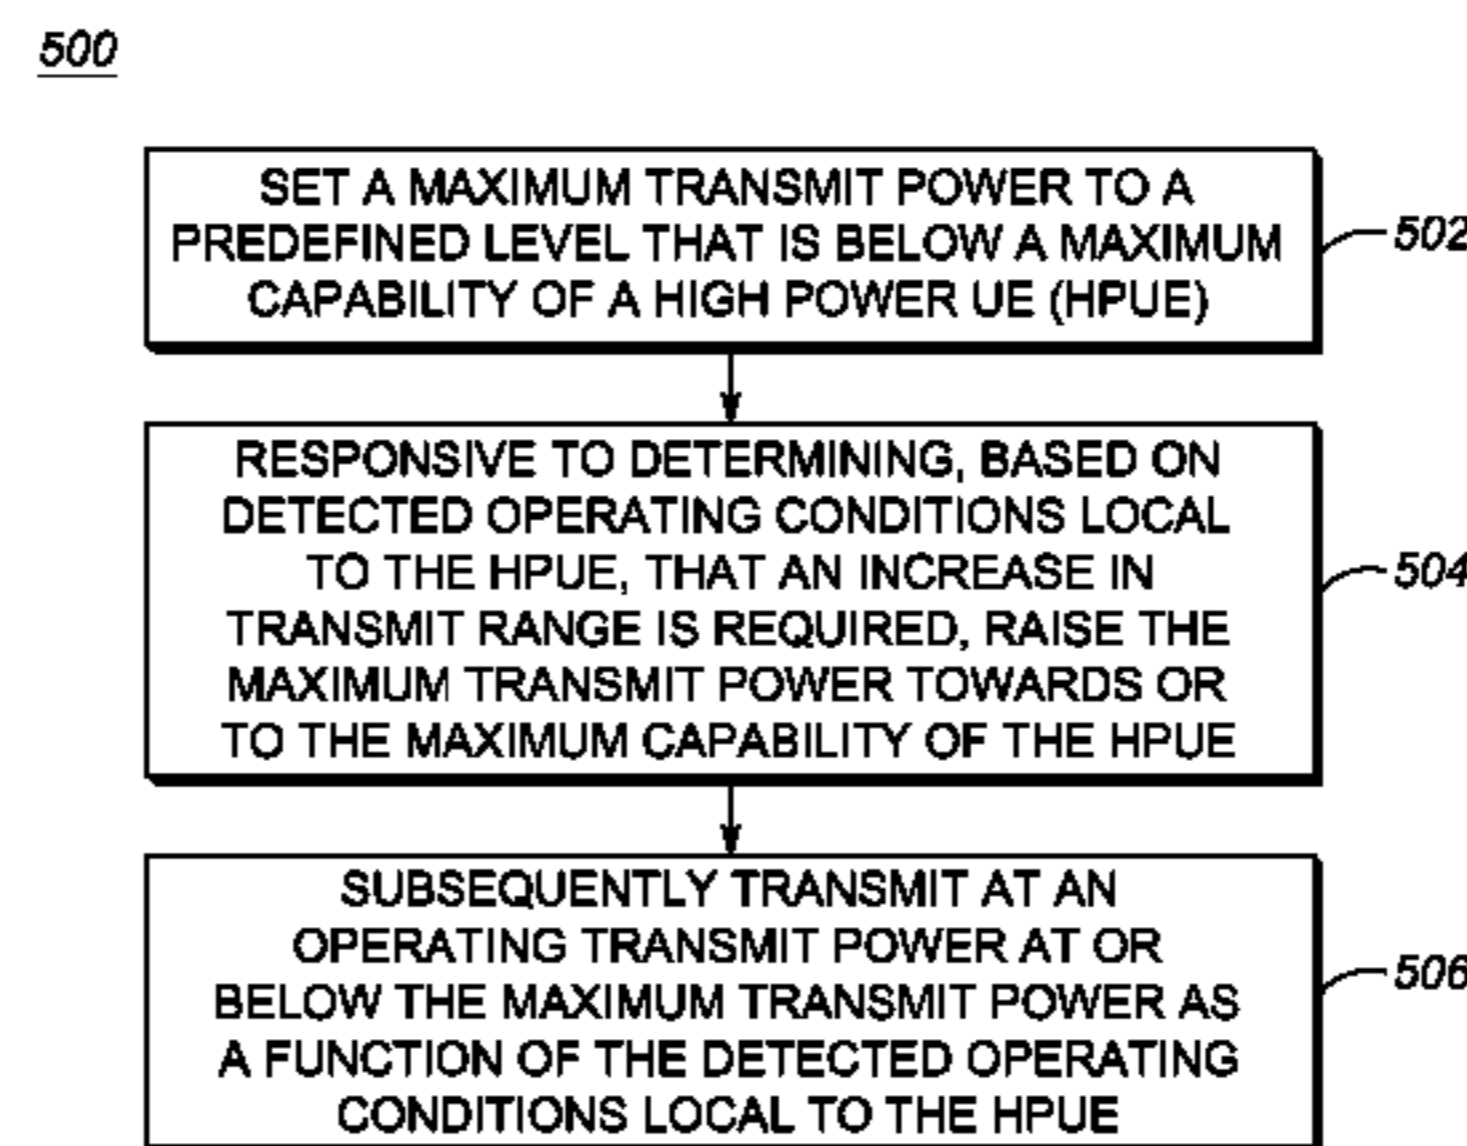 500
SET A MAXIMUM TRANSMIT POWER TO A
PREDEFINED LEVEL THAT IS BELOW A MAXIMUM
CAPABILITY OF A HIGH POWER UE (HPUE)
502
RESPONSIVE TO DETERMINING, BASED ON
DETECTED OPERATING CONDITIONS LOCAL
TO THE HPUE, THAT AN INCREASE IN
TRANSMIT RANGE IS REQUIRED, RAISE THE
MAXIMUM TRANSMIT POWER TOWARDS OR
TO THE MAXIMUM CAPABILITY OF THE HPUE
504
SUBSEQUENTLY TRANSMIT AT AN
OPERATING TRANSMIT POWER AT OR
BELOW THE MAXIMUM TRANSMIT POWER AS
A FUNCTION OF THE DETECTED OPERATING
CONDITIONS LOCAL TO THE HPUE
506